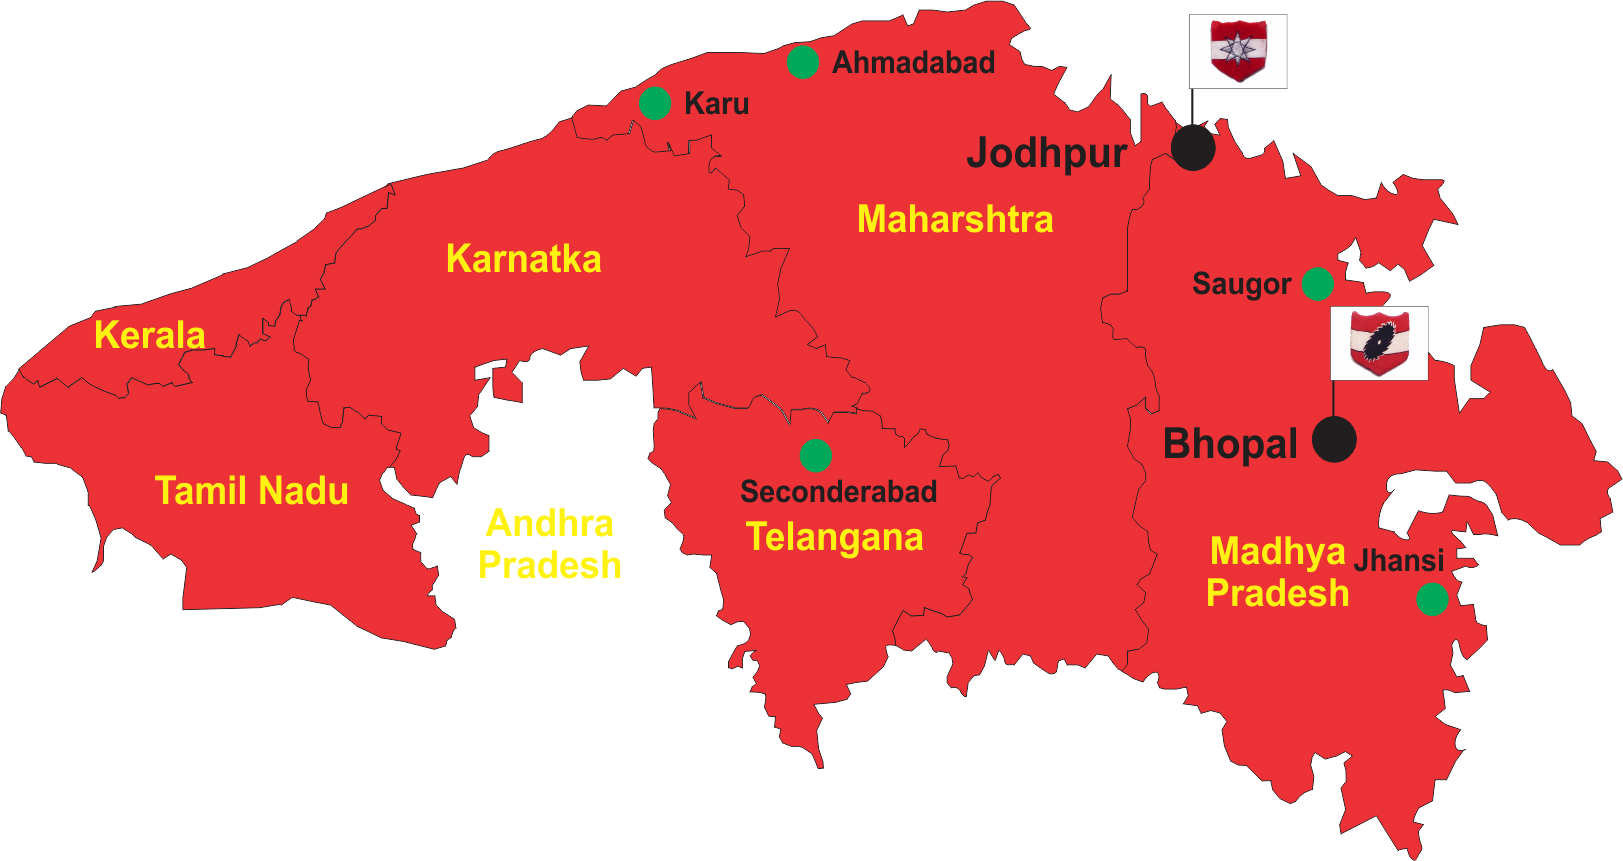 Ahmadabad
Karu
Jodhpur
Maharshtra
Karnatka
Saugor
Kerala
Bhopal
Tamil Nadu
Seconderabad
Andhra
Pradesh
Telangana
Madhya
Pradesh
Jhansi